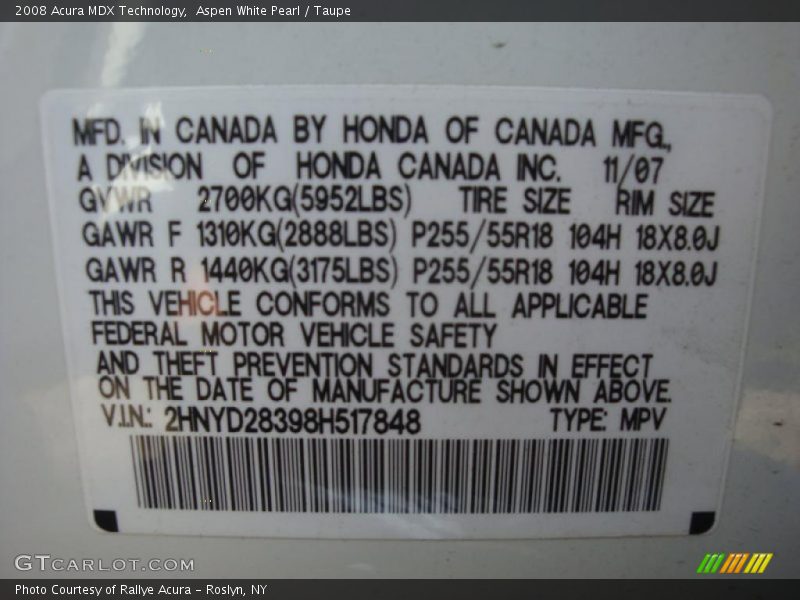 2008 Acura MDX Technology,  Aspen White Pearl / Taupe
MFD. IN CANADA BY HONDA OF CANADA MFG.,
A DIVISION OF HONDA CANADA INC. 11/07
GVWR 2700KG(5952LBS) TIRE SIZE RIM SIZE
GAWR F 1310KG(2888LBS) P255/55R18 104H 18X8.0J
GAWR R 1440KG(3175LBS) P255/55R18 104H 18X8.0J
THIS VEHICLE CONFORMS TO ALL APPLICABLE
FEDERAL MOTOR VEHICLE SAFETY
AND THEFT PREVENTION STANDARDS IN EFFECT
ON THE DATE OF MANUFACTURE SHOWN ABOVE.
V.I.N.: 2HNYD28398H517848 TYPE: MPV
GTCARLOT.COM
Photo Courtesy of Rallye Acura – Roslyn, NY